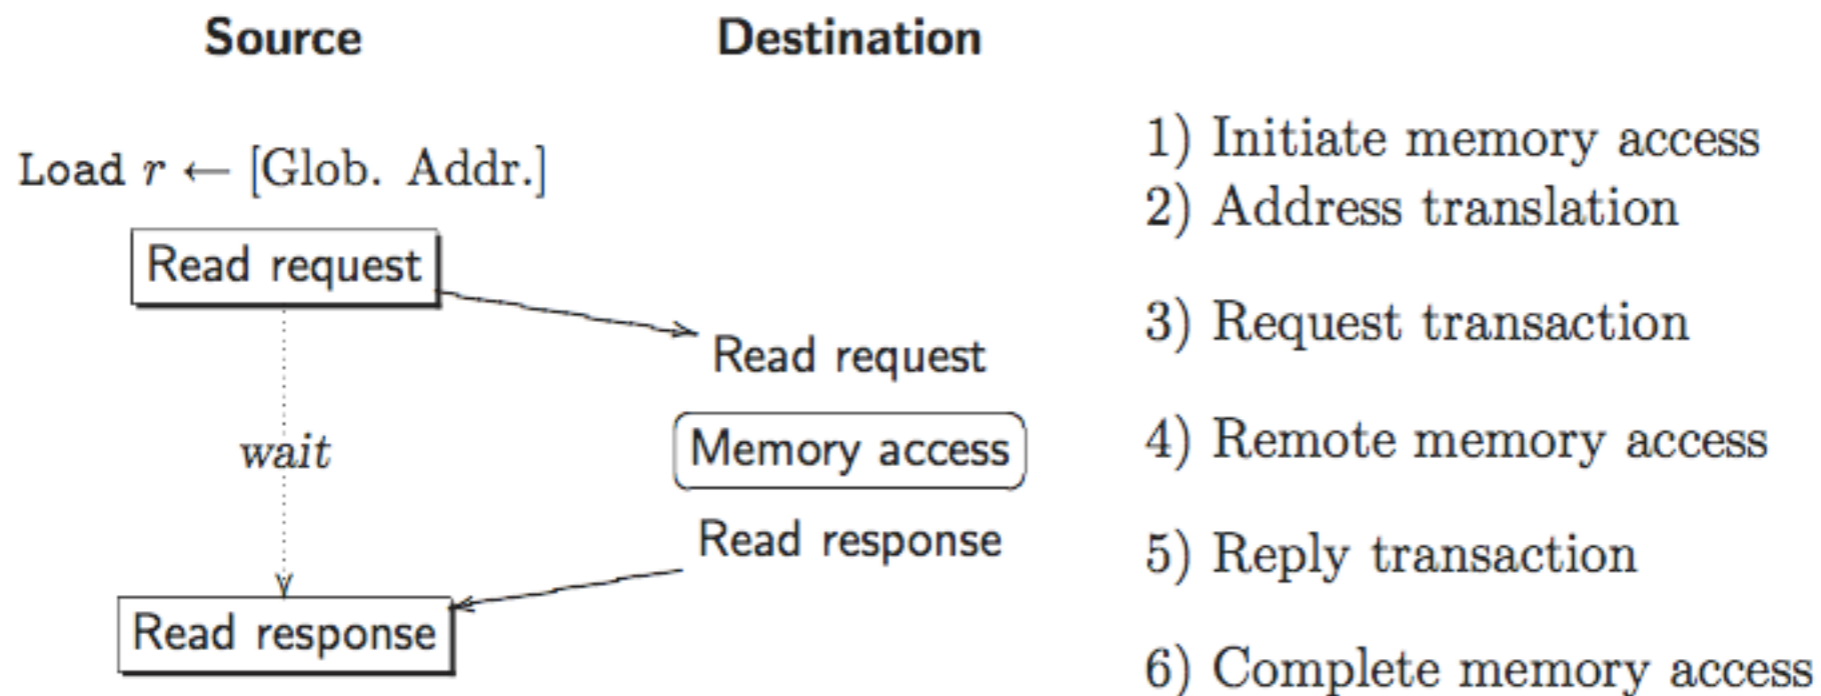 Source Destination
1) Initiate memory access
Load r ← [Glob. Addr.]
2) Address translation
Read request
3) Request transaction
Read request
wait
Memory access
4) Remote memory access
Read response
5) Reply transaction
Read response
6) Complete memory access